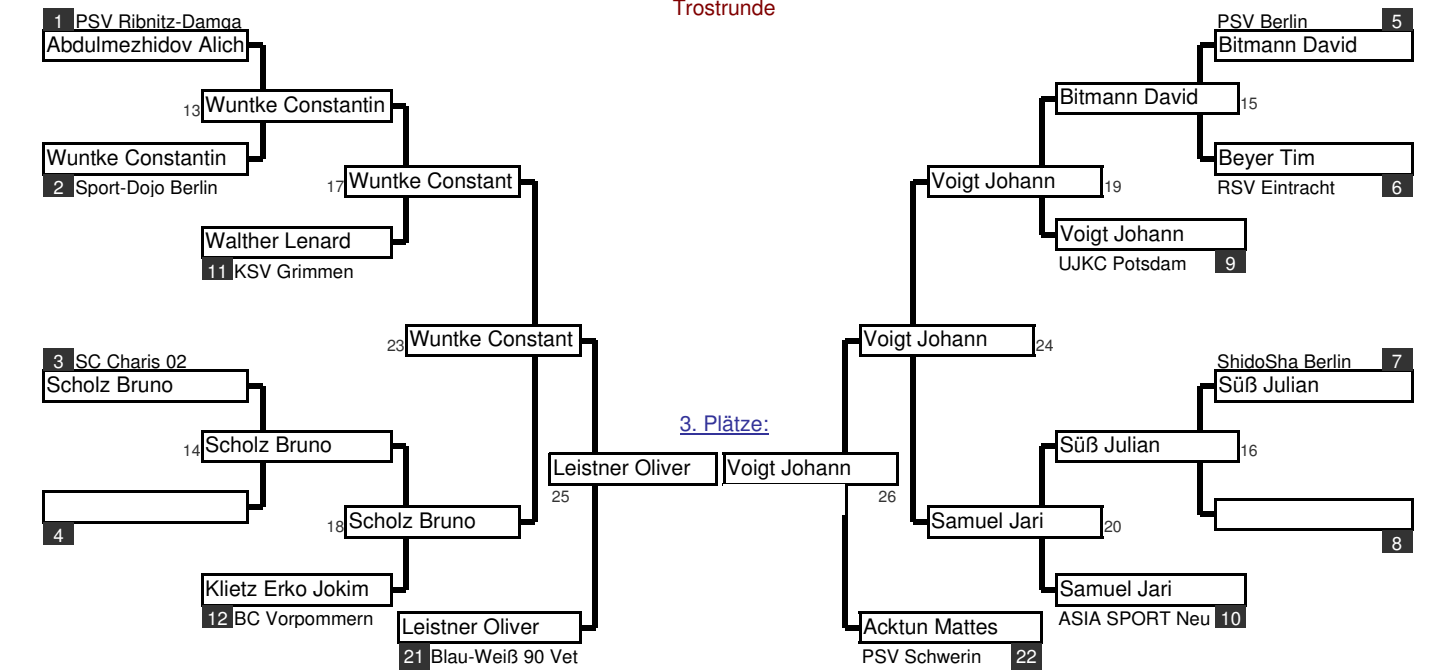 Trostrunde
1 PSV Ribnitz-Damga
Abdulmezhidov Alich
13 Wuntke Constantin
Wuntke Constantin
2 Sport-Dojo Berlin
17 Wuntke Constant
Walther Lenard
11 KSV Grimmen
23 Wuntke Constant
3 SC Charis 02
Scholz Bruno
14 Scholz Bruno
4
18 Scholz Bruno
Klietz Erko Jokim
12 BC Vorpommern
Leistner Oliver
21 Blau-Weiß 90 Vet
3. Plätze:
Leistner Oliver
25
Voigt Johann
26
PSV Berlin 5
Bitmann David
Bitmann David 15
Beyer Tim
RSV Eintracht 6
Voigt Johann 19
Voigt Johann
UJKC Potsdam 9
Voigt Johann 24
ShidoSha Berlin 7
Süß Julian
Süß Julian 16
8
Samuel Jari 20
Samuel Jari
ASIA SPORT Neu 10
Acktun Mattes
PSV Schwerin 22